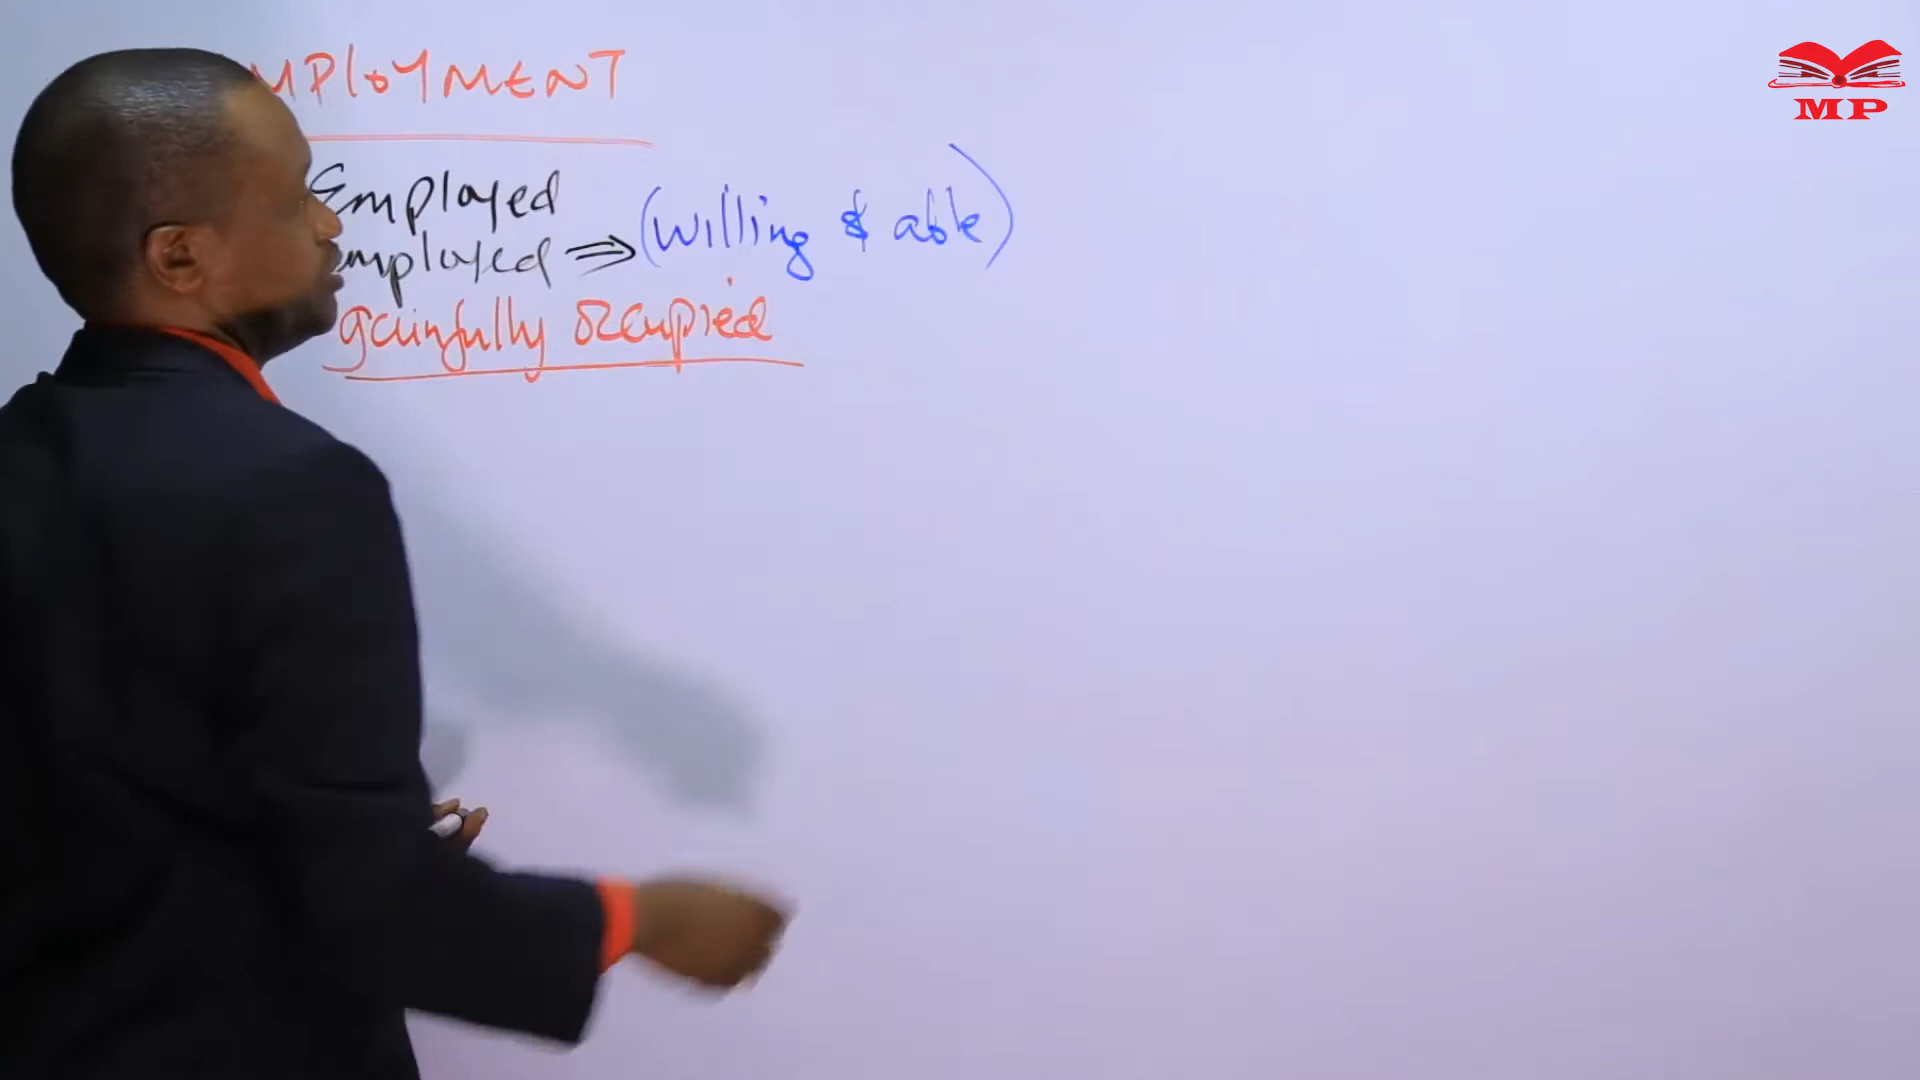 MPLOYMENT
Employed
mployed ⇒ (willing & able)
gainfully occupied
MP